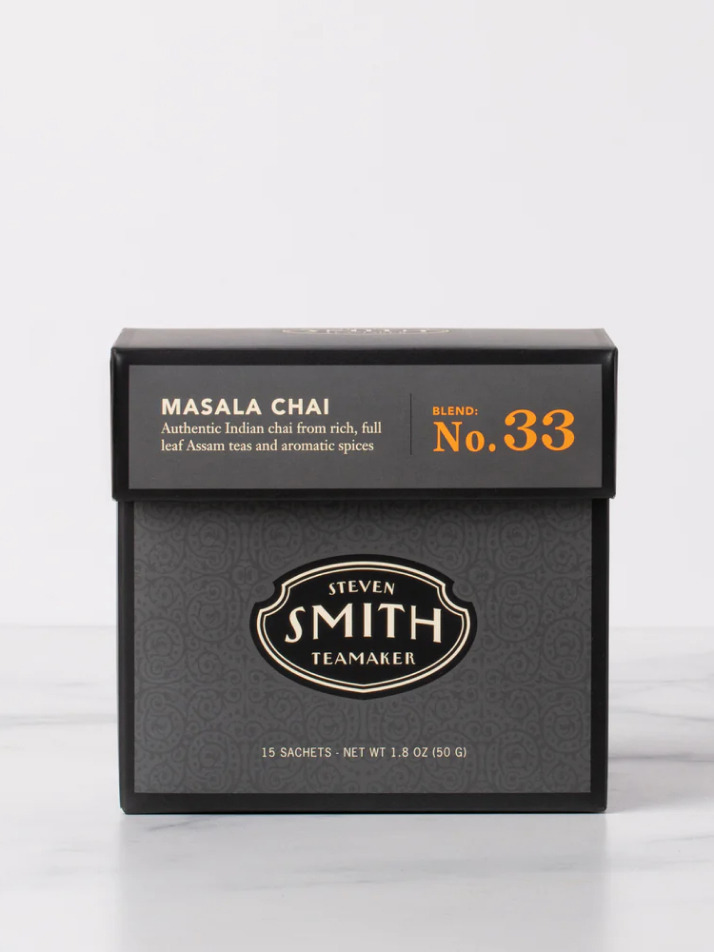 MASALA CHAI
Authentic Indian chai from rich, full
leaf Assam teas and aromatic spices
BLEND:
No. 33
STEVEN
SMITH
TEAMAKER
15 SACHETS - NET WT 1.8 OZ (50 G)